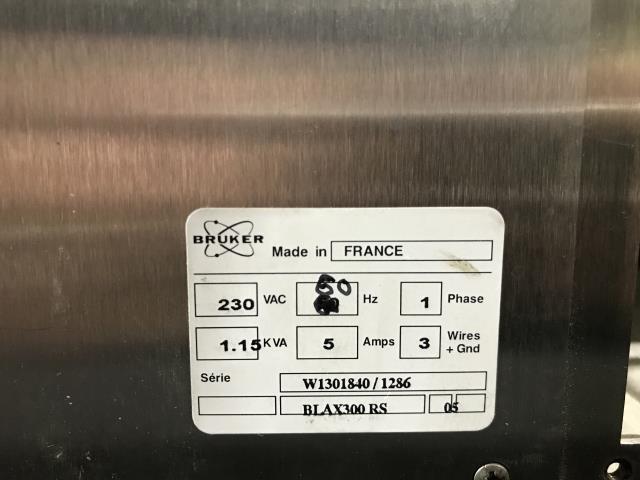 BRUKER
Made in FRANCE
230 VAC 50 Hz 1 Phase
1.15 KVA 5 Amps 3 Wires + Gnd
Série W1301840 / 1286
BLAX300 RS 05